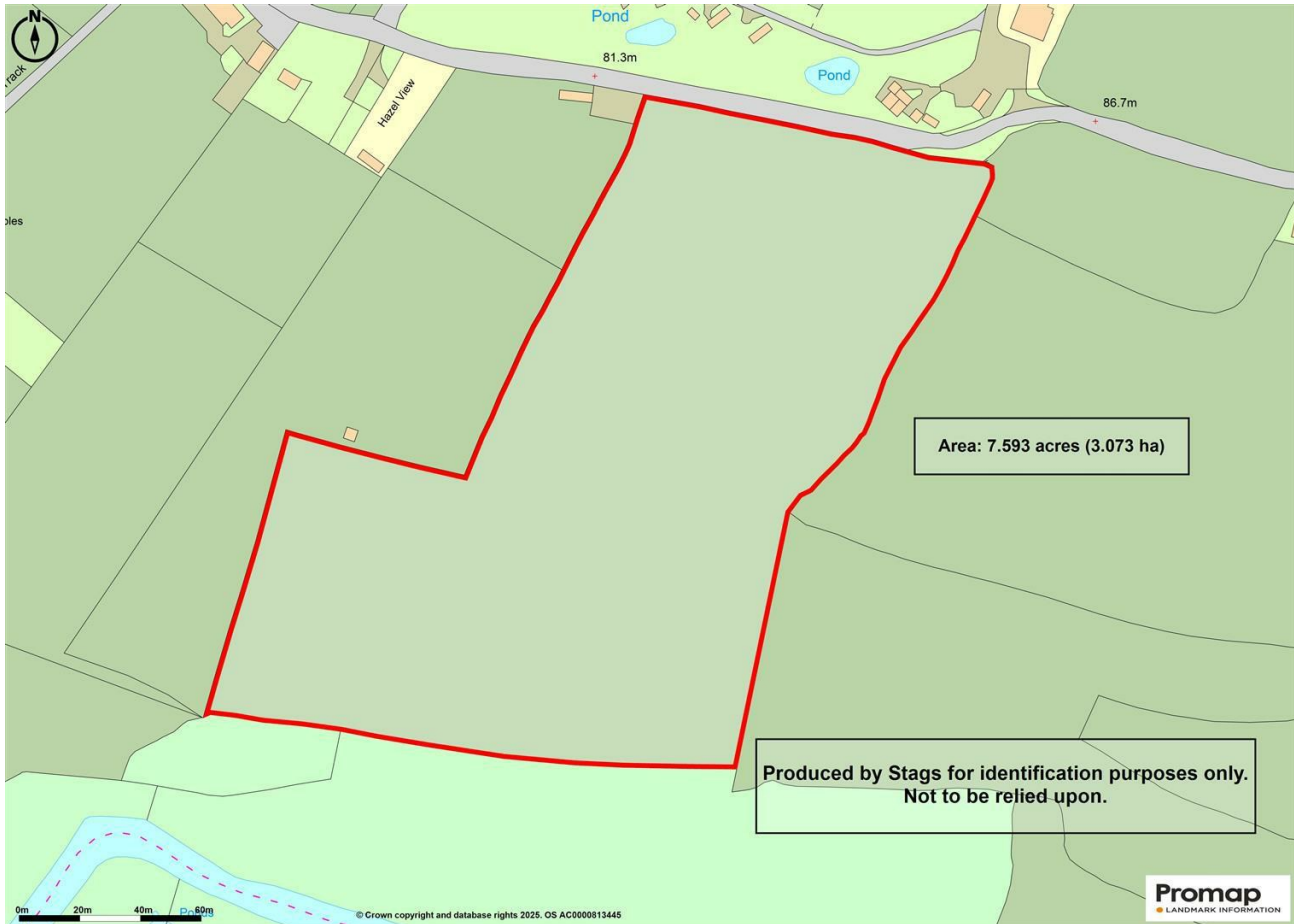 N
Pond
81.3m
Track
Hazel View
Pond
86.7m
Area: 7.593 acres (3.073 ha)
Produced by Stags for identification purposes only.
Not to be relied upon.
0m 20m 40m 60m
Ponds
© Crown copyright and database rights 2025. OS AC0000813445
Promap
LANDMARK INFORMATION